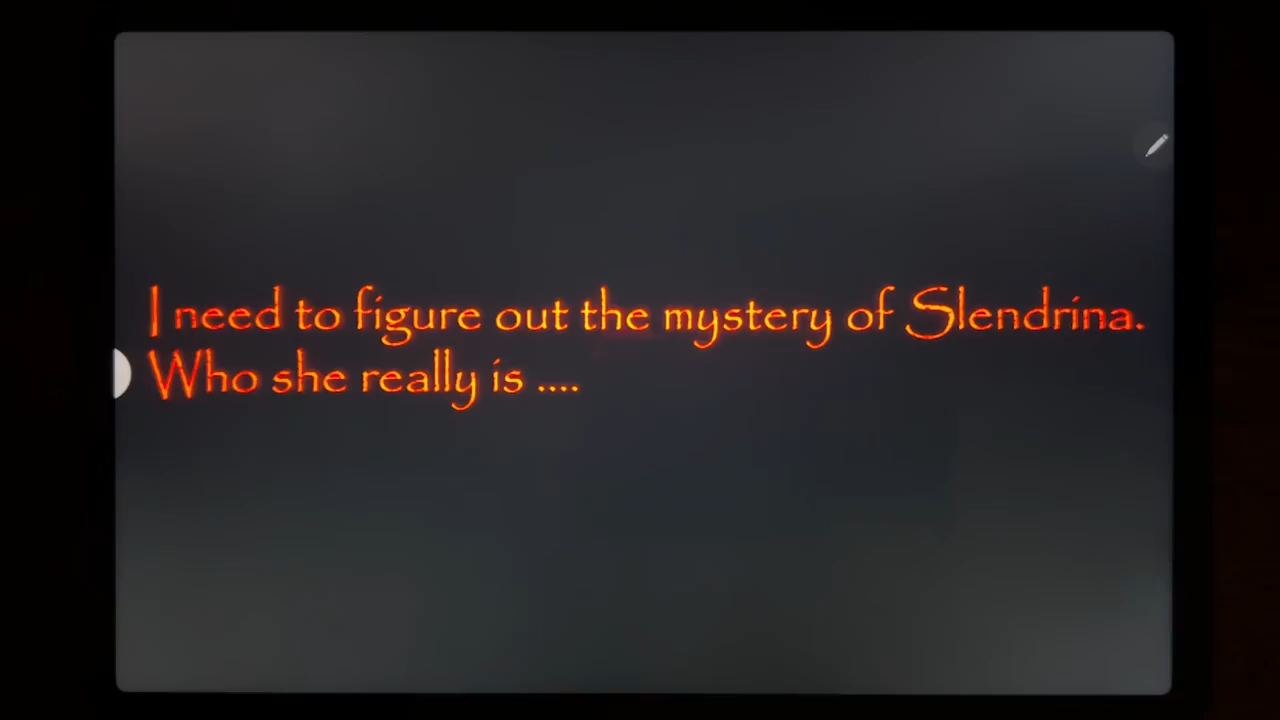 I need to figure out the mystery of Slendrina.
Who she really is ....